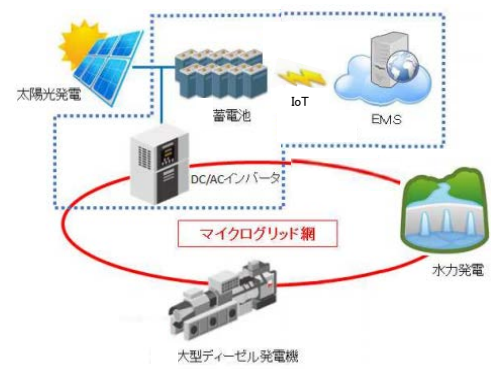 太陽光発電
蓄電池
IoT
EMS
DC/ACインバータ
マイクログリッド網
水力発電
大型ディーゼル発電機